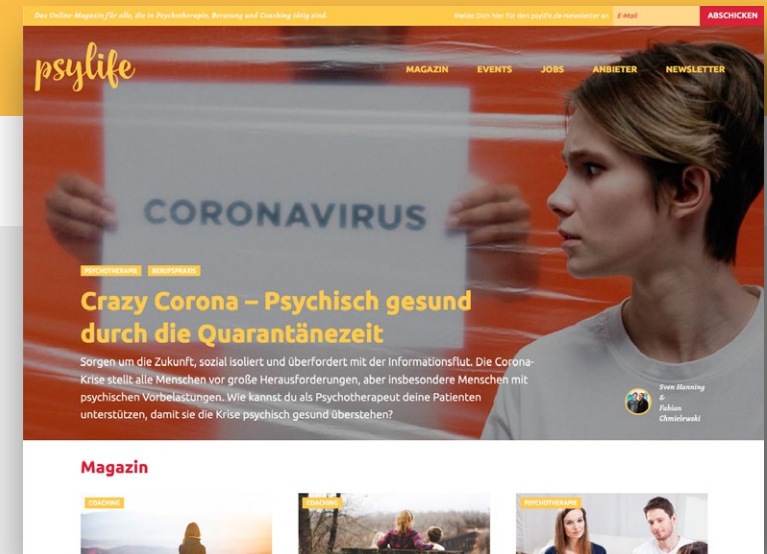 Das Online-Magazin für alle, die in Psychotherapie, Beratung und Coaching tätig sind.
Melde Dich hier für den psylife.de-Newsletter an
E-Mail
ABSCHICKEN
psylife
MAGAZIN
EVENTS
JOBS
ANBIETER
NEWSLETTER
CORONAVIRUS
PSYCHOTHERAPIE
BERUFSPRAXIS
Crazy Corona – Psychisch gesund
durch die Quarantänezeit
Sorgen um die Zukunft, sozial isoliert und überfordert mit der Informationsflut. Die Corona-
Krise stellt alle Menschen vor große Herausforderungen, aber insbesondere Menschen mit
psychischen Vorbelastungen. Wie kannst du als Psychotherapeut deine Patienten
unterstützen, damit sie die Krise psychisch gesund überstehen?
Sven Hanning
&
Fabian
Chmielewski
Magazin
COACHING
COACHING
PSYCHOTHERAPIE